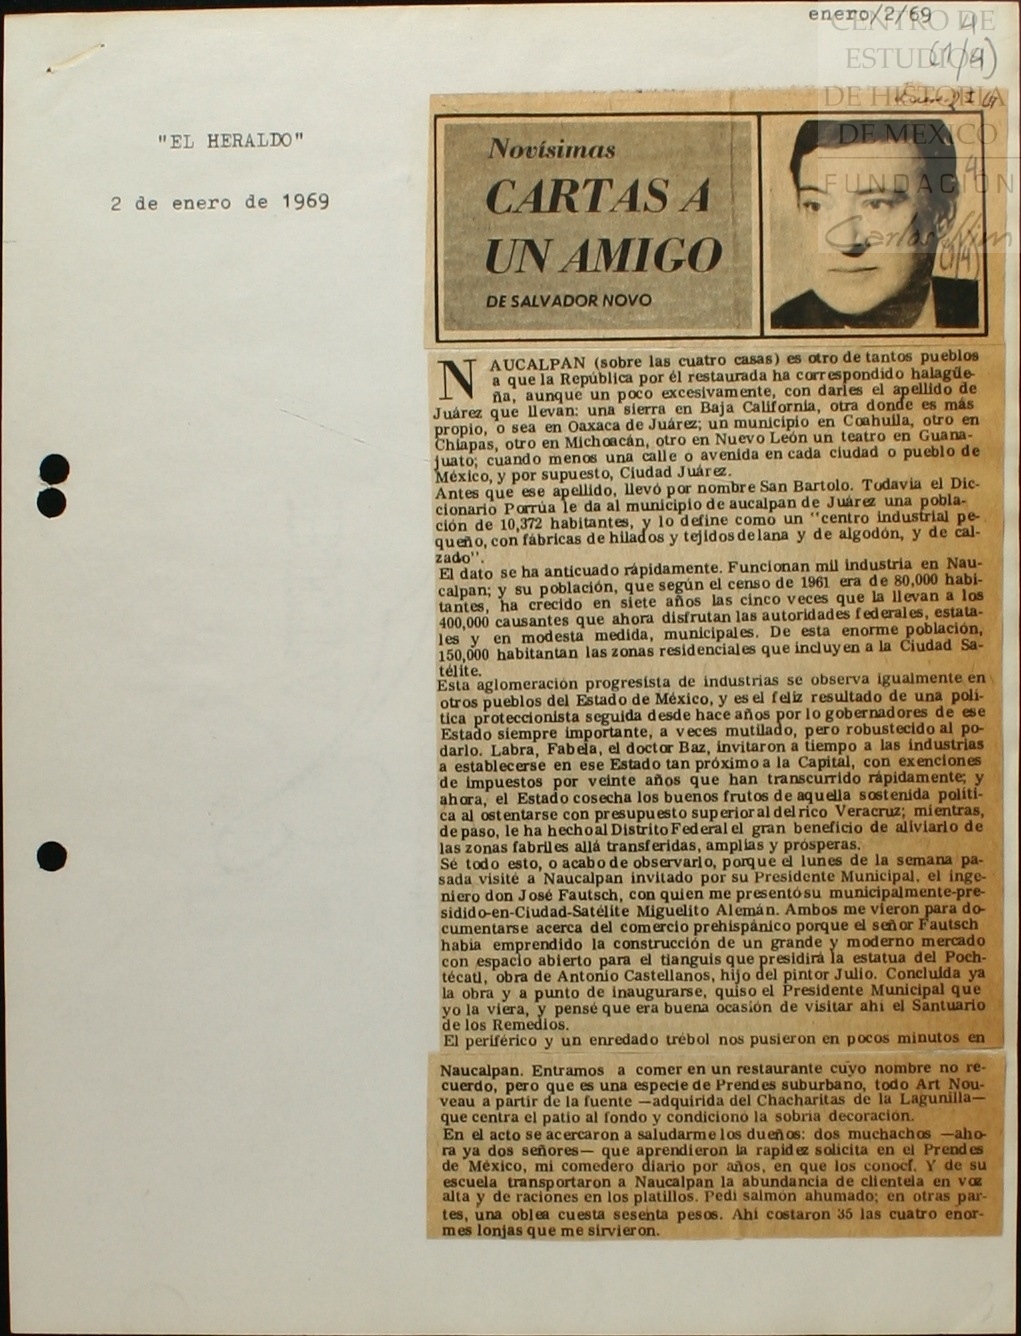 enero/2/69
4
(1/4)
CENTRO DE
ESTUDIOS
DE HISTORIA
DE MEXICO
FUNDACION
Carlos Slim
"EL HERALDO"
2 de enero de 1969
Novísimas
CARTAS A
UN AMIGO
DE SALVADOR NOVO
NAUCALPAN (sobre las cuatro casas) es otro de tantos pueblos
a que la República por él restaurada ha correspondido halagüe-
ña, aunque un poco excesivamente, con darles el apellido de
Juárez que llevan: una sierra en Baja California, otra donde es más
propio, o sea en Oaxaca de Juárez; un municipio en Coahuila, otro en
Chiapas, otro en Michoacán, otro en Nuevo León un teatro en Guana-
juato; cuando menos una calle o avenida en cada ciudad o pueblo de
México, y por supuesto, Ciudad Juárez.
Antes que ese apellido, llevó por nombre San Bartolo. Todavía el Dic-
cionario Porrúa le da al municipio de aucalpan de Juárez una pobla-
ción de 10,372 habitantes, y lo define como un "centro industrial pe-
queño, con fábricas de hilados y tejidos de lana y de algodón, y de cal-
zado".
El dato se ha anticuado rápidamente. Funcionan mil industria en Nau-
calpan; y su población, que según el censo de 1961 era de 80,000 habi-
tantes, ha crecido en siete años las cinco veces que la llevan a los
400,000 causantes que ahora disfrutan las autoridades federales, estata-
les y en modesta medida, municipales. De esta enorme población,
150,000 habitantan las zonas residenciales que incluyen a la Ciudad Sa-
télite.
Esta aglomeración progresista de industrias se observa igualmente en
otros pueblos del Estado de México, y es el feliz resultado de una polí-
tica proteccionista seguida desde hace años por lo gobernadores de ese
Estado siempre importante, a veces mutilado, pero robustecido al po-
darlo. Labra, Fabela, el doctor Baz, invitaron a tiempo a las industrias
a establecerse en ese Estado tan próximo a la Capital, con exenciones
de impuestos por veinte años que han transcurrido rápidamente; y
ahora, el Estado cosecha los buenos frutos de aquella sostenida políti-
ca al ostentarse con presupuesto superior al del rico Veracruz; mientras,
de paso, le ha hecho al Distrito Federal el gran beneficio de aliviarlo de
las zonas fabriles allá transferidas, amplias y prósperas.
Sé todo esto, o acabo de observarlo, porque el lunes de la semana pa-
sada visité a Naucalpan invitado por su Presidente Municipal, el inge-
niero don José Fautsch, con quien me presentó su municipalmente-pre-
sidido-en-Ciudad-Satélite Miguelito Alemán. Ambos me vieron para do-
cumentarse acerca del comercio prehispánico porque el señor Fautsch
había emprendido la construcción de un grande y moderno mercado
con espacio abierto para el tianguis que presidirá la estatua del Poch-
técatl, obra de Antonio Castellanos, hijo del pintor Julio. Concluida ya
la obra y a punto de inaugurarse, quiso el Presidente Municipal que
yo la viera, y pensé que era buena ocasión de visitar ahí el Santuario
de los Remedios.
El periférico y un enredado trébol nos pusieron en pocos minutos en
Naucalpan. Entramos a comer en un restaurante cuyo nombre no re-
cuerdo, pero que es una especie de Prendes suburbano, todo Art Nou-
veau a partir de la fuente —adquirida del Chacharitas de la Lagunilla—
que centra el patio al fondo y condicionó la sobria decoración.
En el acto se acercaron a saludarme los dueños: dos muchachos —aho-
ra ya dos señores— que aprendieron la rapidez solícita en el Prendes
de México, mi comedero diario por años, en que los conocí. Y de su
escuela transportaron a Naucalpan la abundancia de clientela en voz
alta y de raciones en los platillos. Pedí salmón ahumado; en otras par-
tes, una oblea cuesta sesenta pesos. Ahí costaron 35 las cuatro enor-
mes lonjas que me sirvieron.